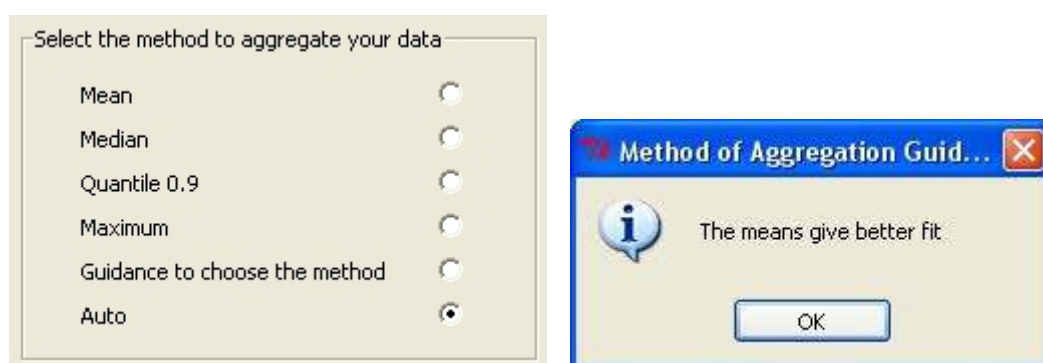 Select the method to aggregate your data
Mean
Median
Quantile 0.9
Maximum
Guidance to choose the method
Auto
Method of Aggregation Guid...
The means give better fit
OK